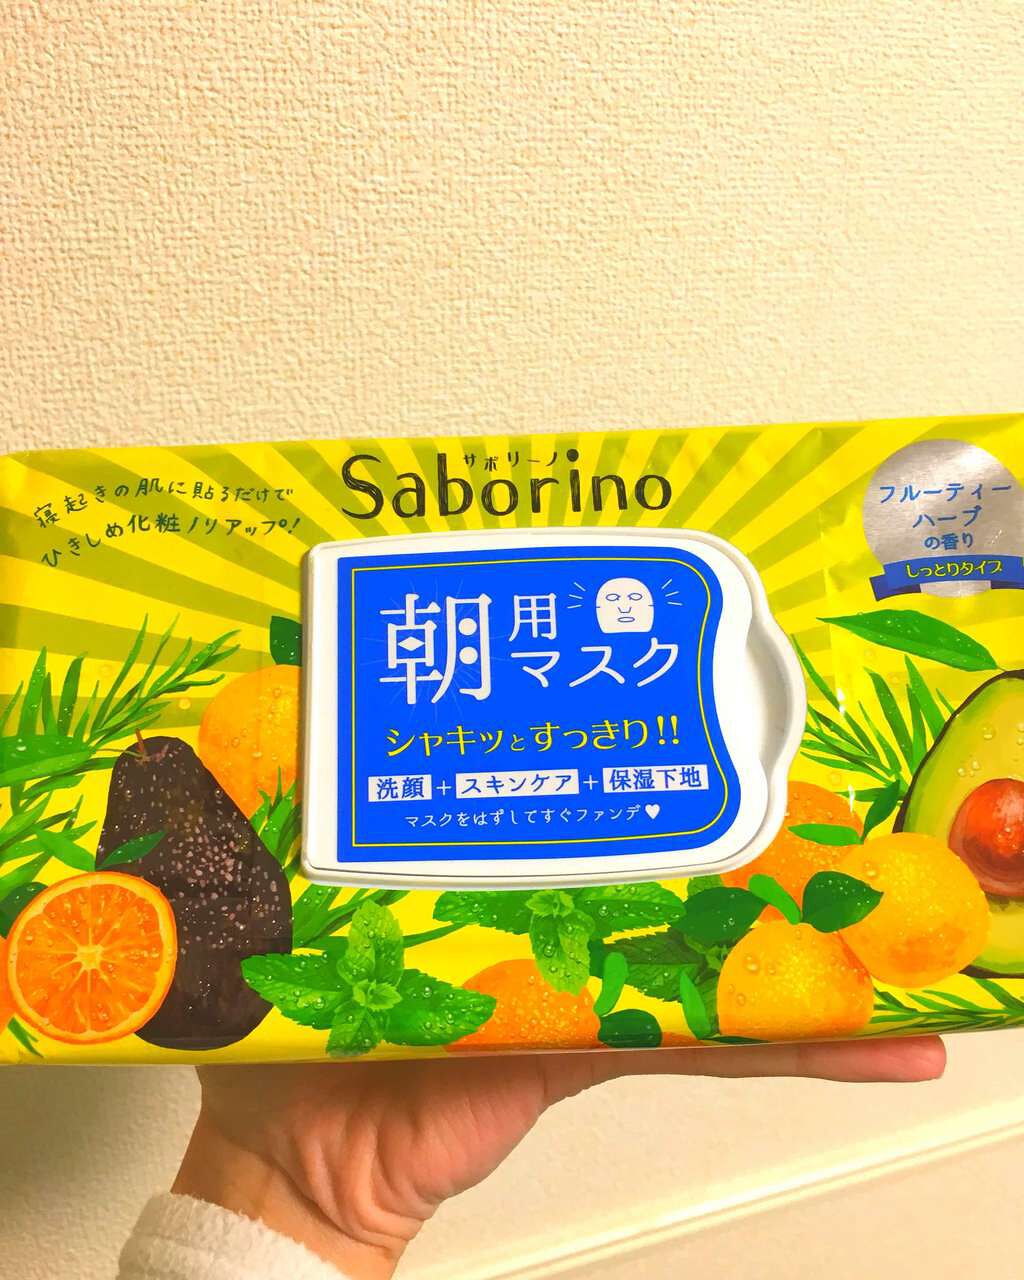 サボリーノ
Saborino
寝起きの肌に貼るだけで
ひきしめ化粧ノリアップ!
フルーティー
ハーブ
の香り
しっとりタイプ
朝用
マスク
シャキッとすっきり!!
洗顔+スキンケア+保湿下地
マスクをはずしてすぐファンデ♥